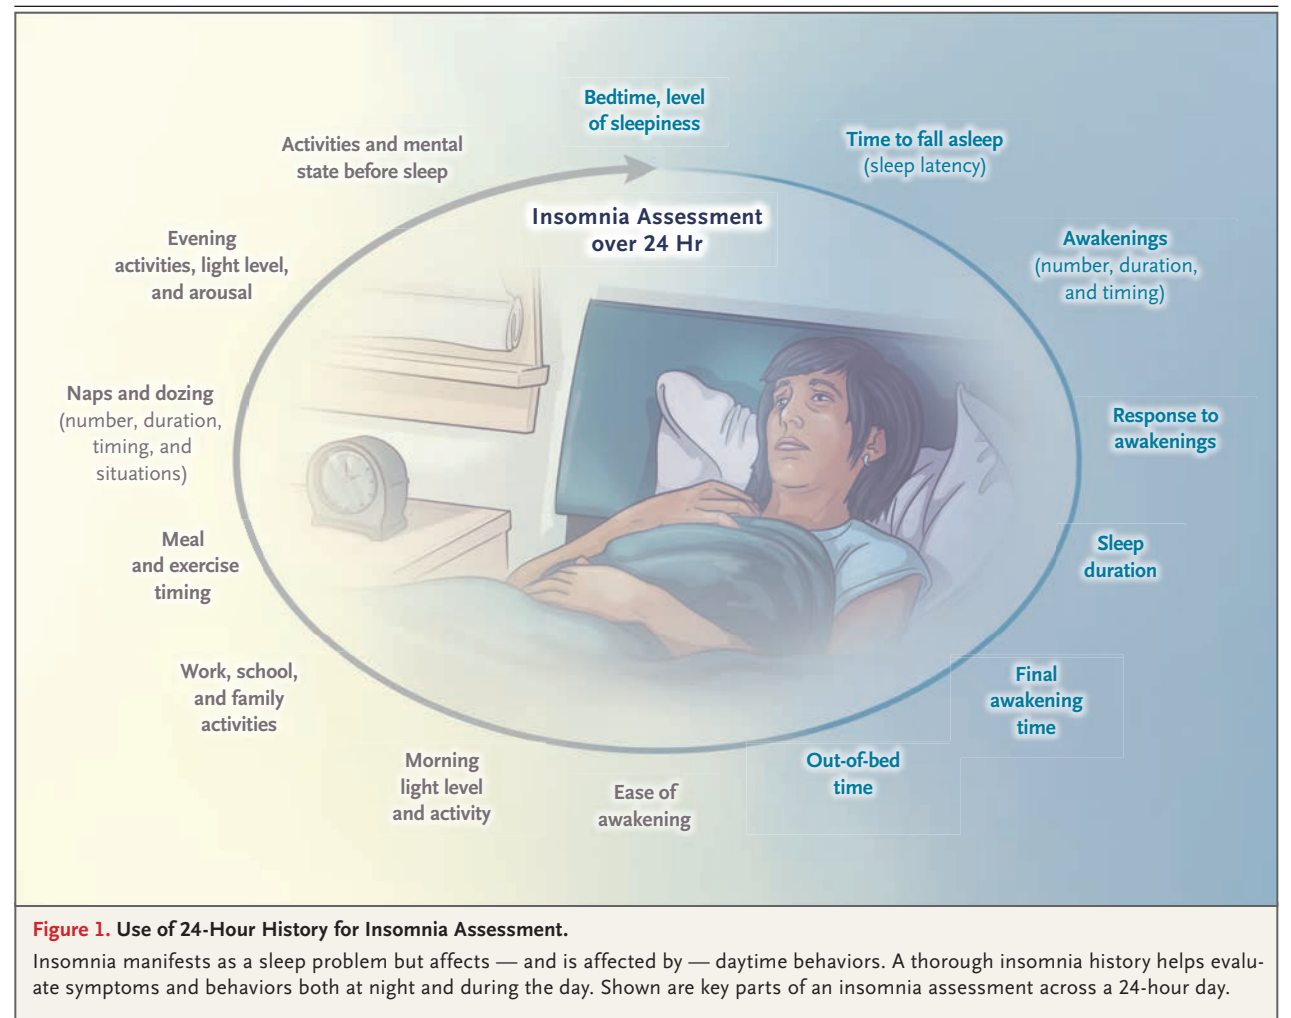 Bedtime, level
of sleepiness
Time to fall asleep
(sleep latency)
Awakenings
(number, duration,
and timing)
Response to
awakenings
Sleep
duration
Final
awakening
time
Out-of-bed
time
Ease of
awakening
Morning
light level
and activity
Work, school,
and family
activities
Meal
and exercise
timing
Naps and dozing
(number, duration,
timing, and
situations)
Evening
activities, light level,
and arousal
Activities and mental
state before sleep
Insomnia Assessment
over 24 Hr
Figure 1. Use of 24-Hour History for Insomnia Assessment.
Insomnia manifests as a sleep problem but affects — and is affected by — daytime behaviors. A thorough insomnia history helps evalu-
ate symptoms and behaviors both at night and during the day. Shown are key parts of an insomnia assessment across a 24-hour day.